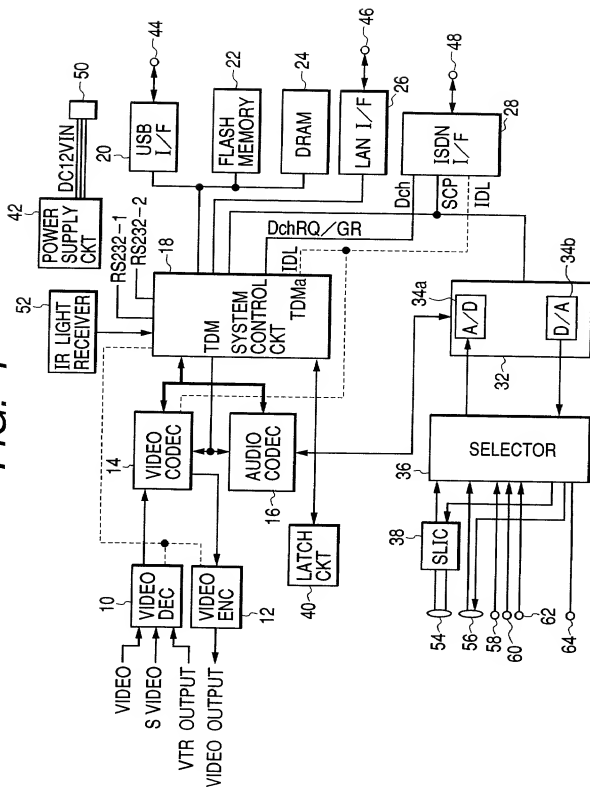 FIG. 1
42
POWER
SUPPLY
CKT
DC12VIN
50
44
46
48
52
IR LIGHT
RECEIVER
RS232-1
RS232-2
18
20
USB
I/F
22
FLASH
MEMORY
24
DRAM
LAN I/F
26
ISDN
I/F
28
Dch
SCP
IDL
DchRQ/GR
TDM
SYSTEM
CONTROL
CKT
IDL
TDMa
14
VIDEO
CODEC
AUDIO
CODEC
16
LATCH
CKT
40
10
VIDEO
DEC
VIDEO
ENC
12
VIDEO
S VIDEO
VTR OUTPUT
VIDEO OUTPUT
34a
A/D
34b
D/A
32
36
SELECTOR
38
SLIC
54
56
58
60
62
64